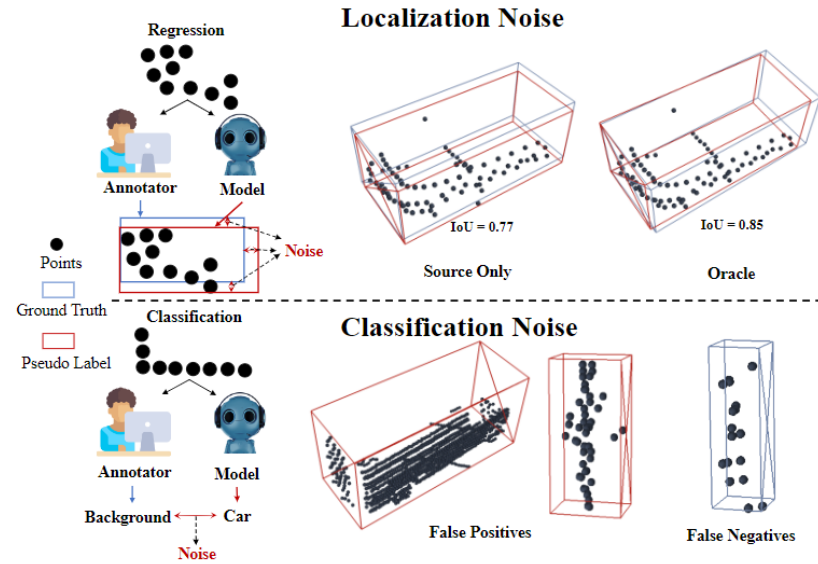 Localization Noise
Regression
Annotator
Model
Noise
IoU = 0.77
IoU = 0.85
Source Only
Oracle
Points
Ground Truth
Pseudo Label
Classification Noise
Classification
Annotator
Model
Background
Car
Noise
False Positives
False Negatives